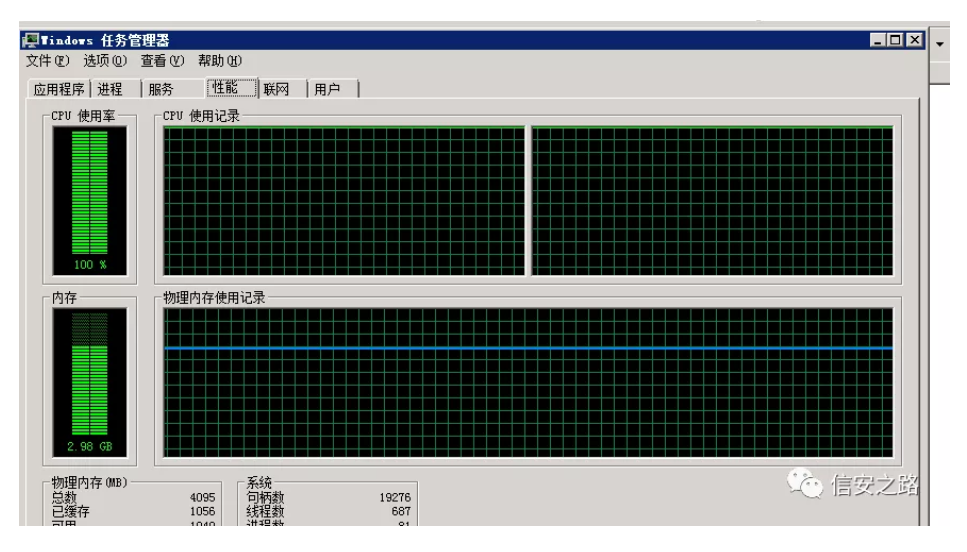 Windows 任务管理器
文件(F) 选项(O) 查看(V) 帮助(H)
应用程序 进程 服务 性能 联网 用户
CPU 使用率
CPU 使用记录
100 %
内存
物理内存使用记录
2.98 GB
物理内存(MB)
总数 4095
已缓存 1056
系统
句柄数 19276
线程数 687
进程数 81
信安之路